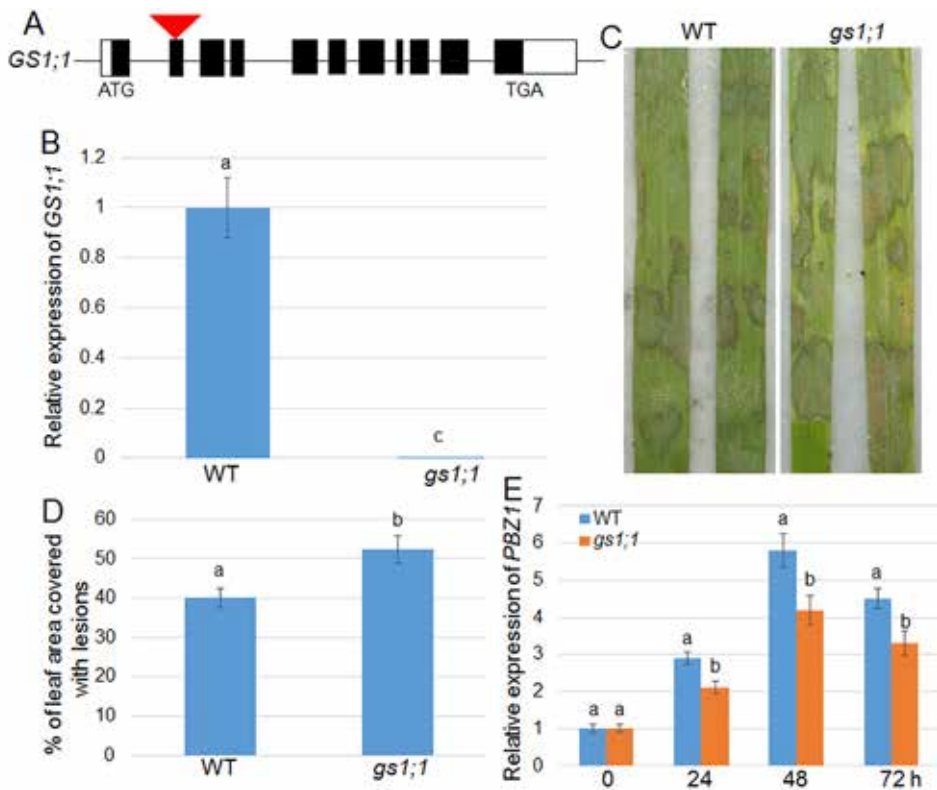 A
GS1;1
ATG
TGA
B
Relative expression of GS1;1
1.2
1
0.8
0.6
0.4
0.2
0
a
c
WT
gs1;1
C
WT
gs1;1
D
% of leaf area covered
with lesions
60
50
40
30
20
10
0
a
b
WT
gs1;1
E
Relative expression of PBZ1
7
6
5
4
3
2
1
0
WT
gs1;1
a a
a b
a b
a b
0 24 48 72 h